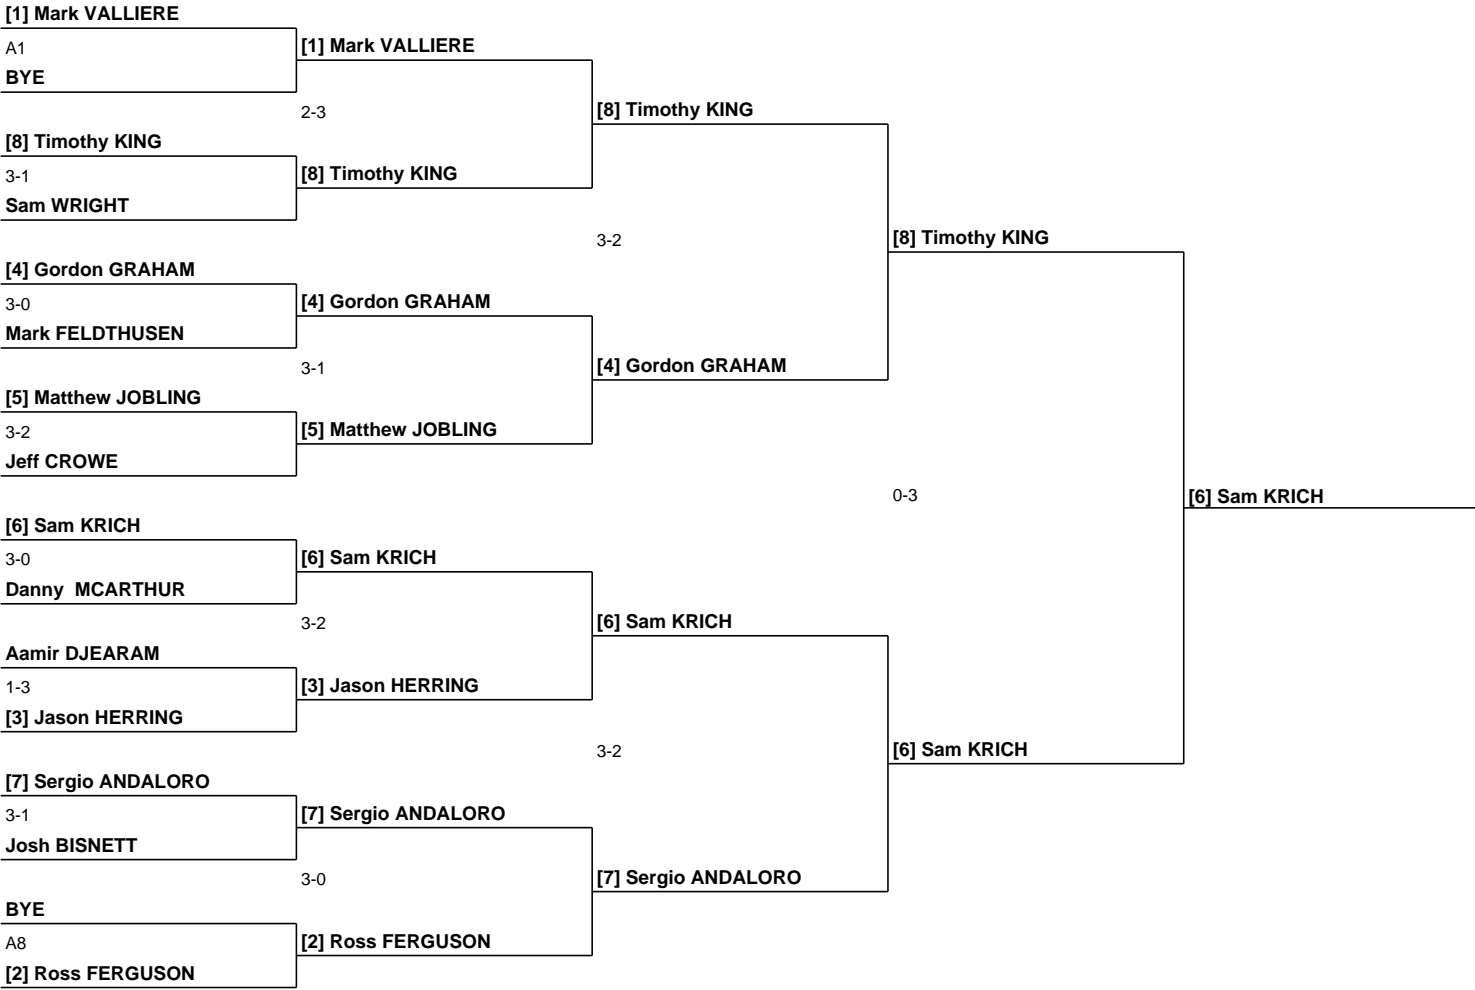 [1] Mark VALLIERE
A1
BYE
[8] Timothy KING
3-1
Sam WRIGHT
[4] Gordon GRAHAM
3-0
Mark FELDTHUSEN
[5] Matthew JOBLING
3-2
Jeff CROWE
[6] Sam KRICH
3-0
Danny  MCARTHUR
Aamir DJEARAM
1-3
[3] Jason HERRING
[7] Sergio ANDALORO
3-1
Josh BISNETT
BYE
A8
[2] Ross FERGUSON
[1] Mark VALLIERE
2-3
[8] Timothy KING
[4] Gordon GRAHAM
3-1
[5] Matthew JOBLING
[6] Sam KRICH
3-2
[3] Jason HERRING
[7] Sergio ANDALORO
3-0
[2] Ross FERGUSON
[8] Timothy KING
3-2
[4] Gordon GRAHAM
[6] Sam KRICH
3-2
[7] Sergio ANDALORO
[8] Timothy KING
0-3
[6] Sam KRICH
[6] Sam KRICH